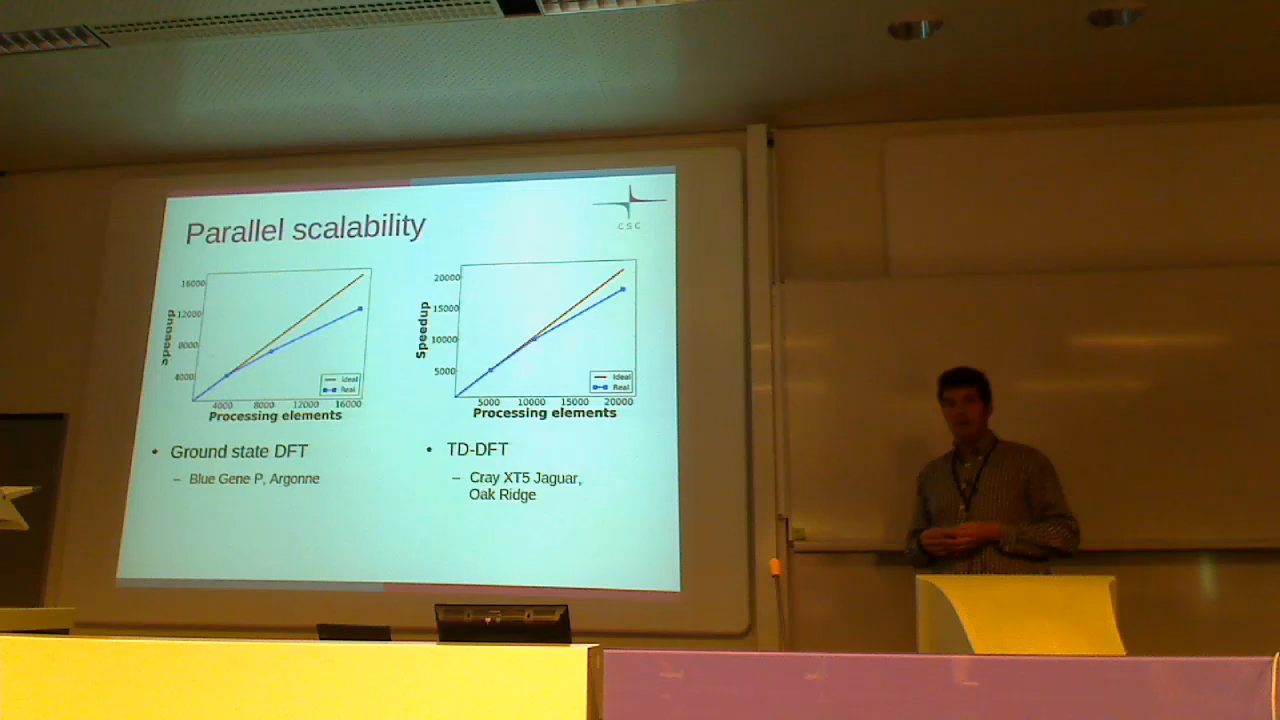 Parallel scalability
CSC
16000
12000
8000
4000
Speedup
4000 8000 12000 16000
Processing elements
Ideal
Real
20000
15000
10000
5000
Speedup
5000 10000 15000 20000
Processing elements
Ideal
Real
• Ground state DFT
– Blue Gene P, Argonne
• TD-DFT
– Cray XT5 Jaguar,
Oak Ridge